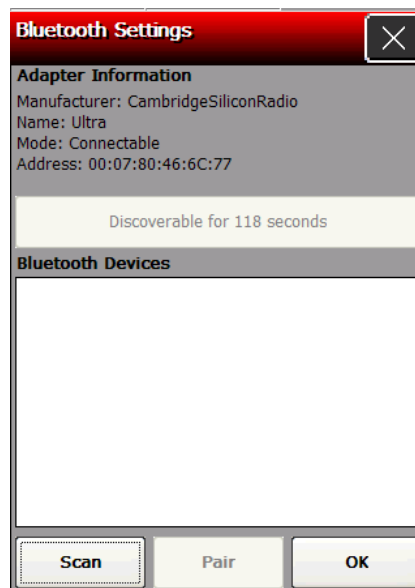 Bluetooth Settings
Adapter Information
Manufacturer: CambridgeSiliconRadio
Name: Ultra
Mode: Connectable
Address: 00:07:80:46:6C:77
Discoverable for 118 seconds
Bluetooth Devices
Scan Pair OK